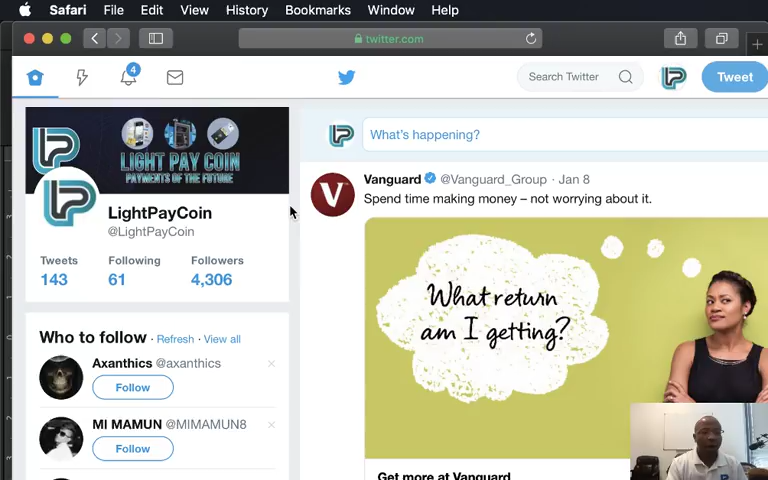 Safari File Edit View History Bookmarks Window Help
twitter.com
4
Search Twitter
Tweet
LIGHT PAY COIN
PAYMENTS OF THE FUTURE
LightPayCoin
@LightPayCoin
Tweets Following Followers
143 61 4,306
Who to follow · Refresh · View all
Axanthics @axanthics
Follow
MI MAMUN @MIMAMUN8
Follow
What's happening?
Vanguard @Vanguard_Group · Jan 8
Spend time making money – not worrying about it.
V
What return
am I getting?
Get more at Vanguard